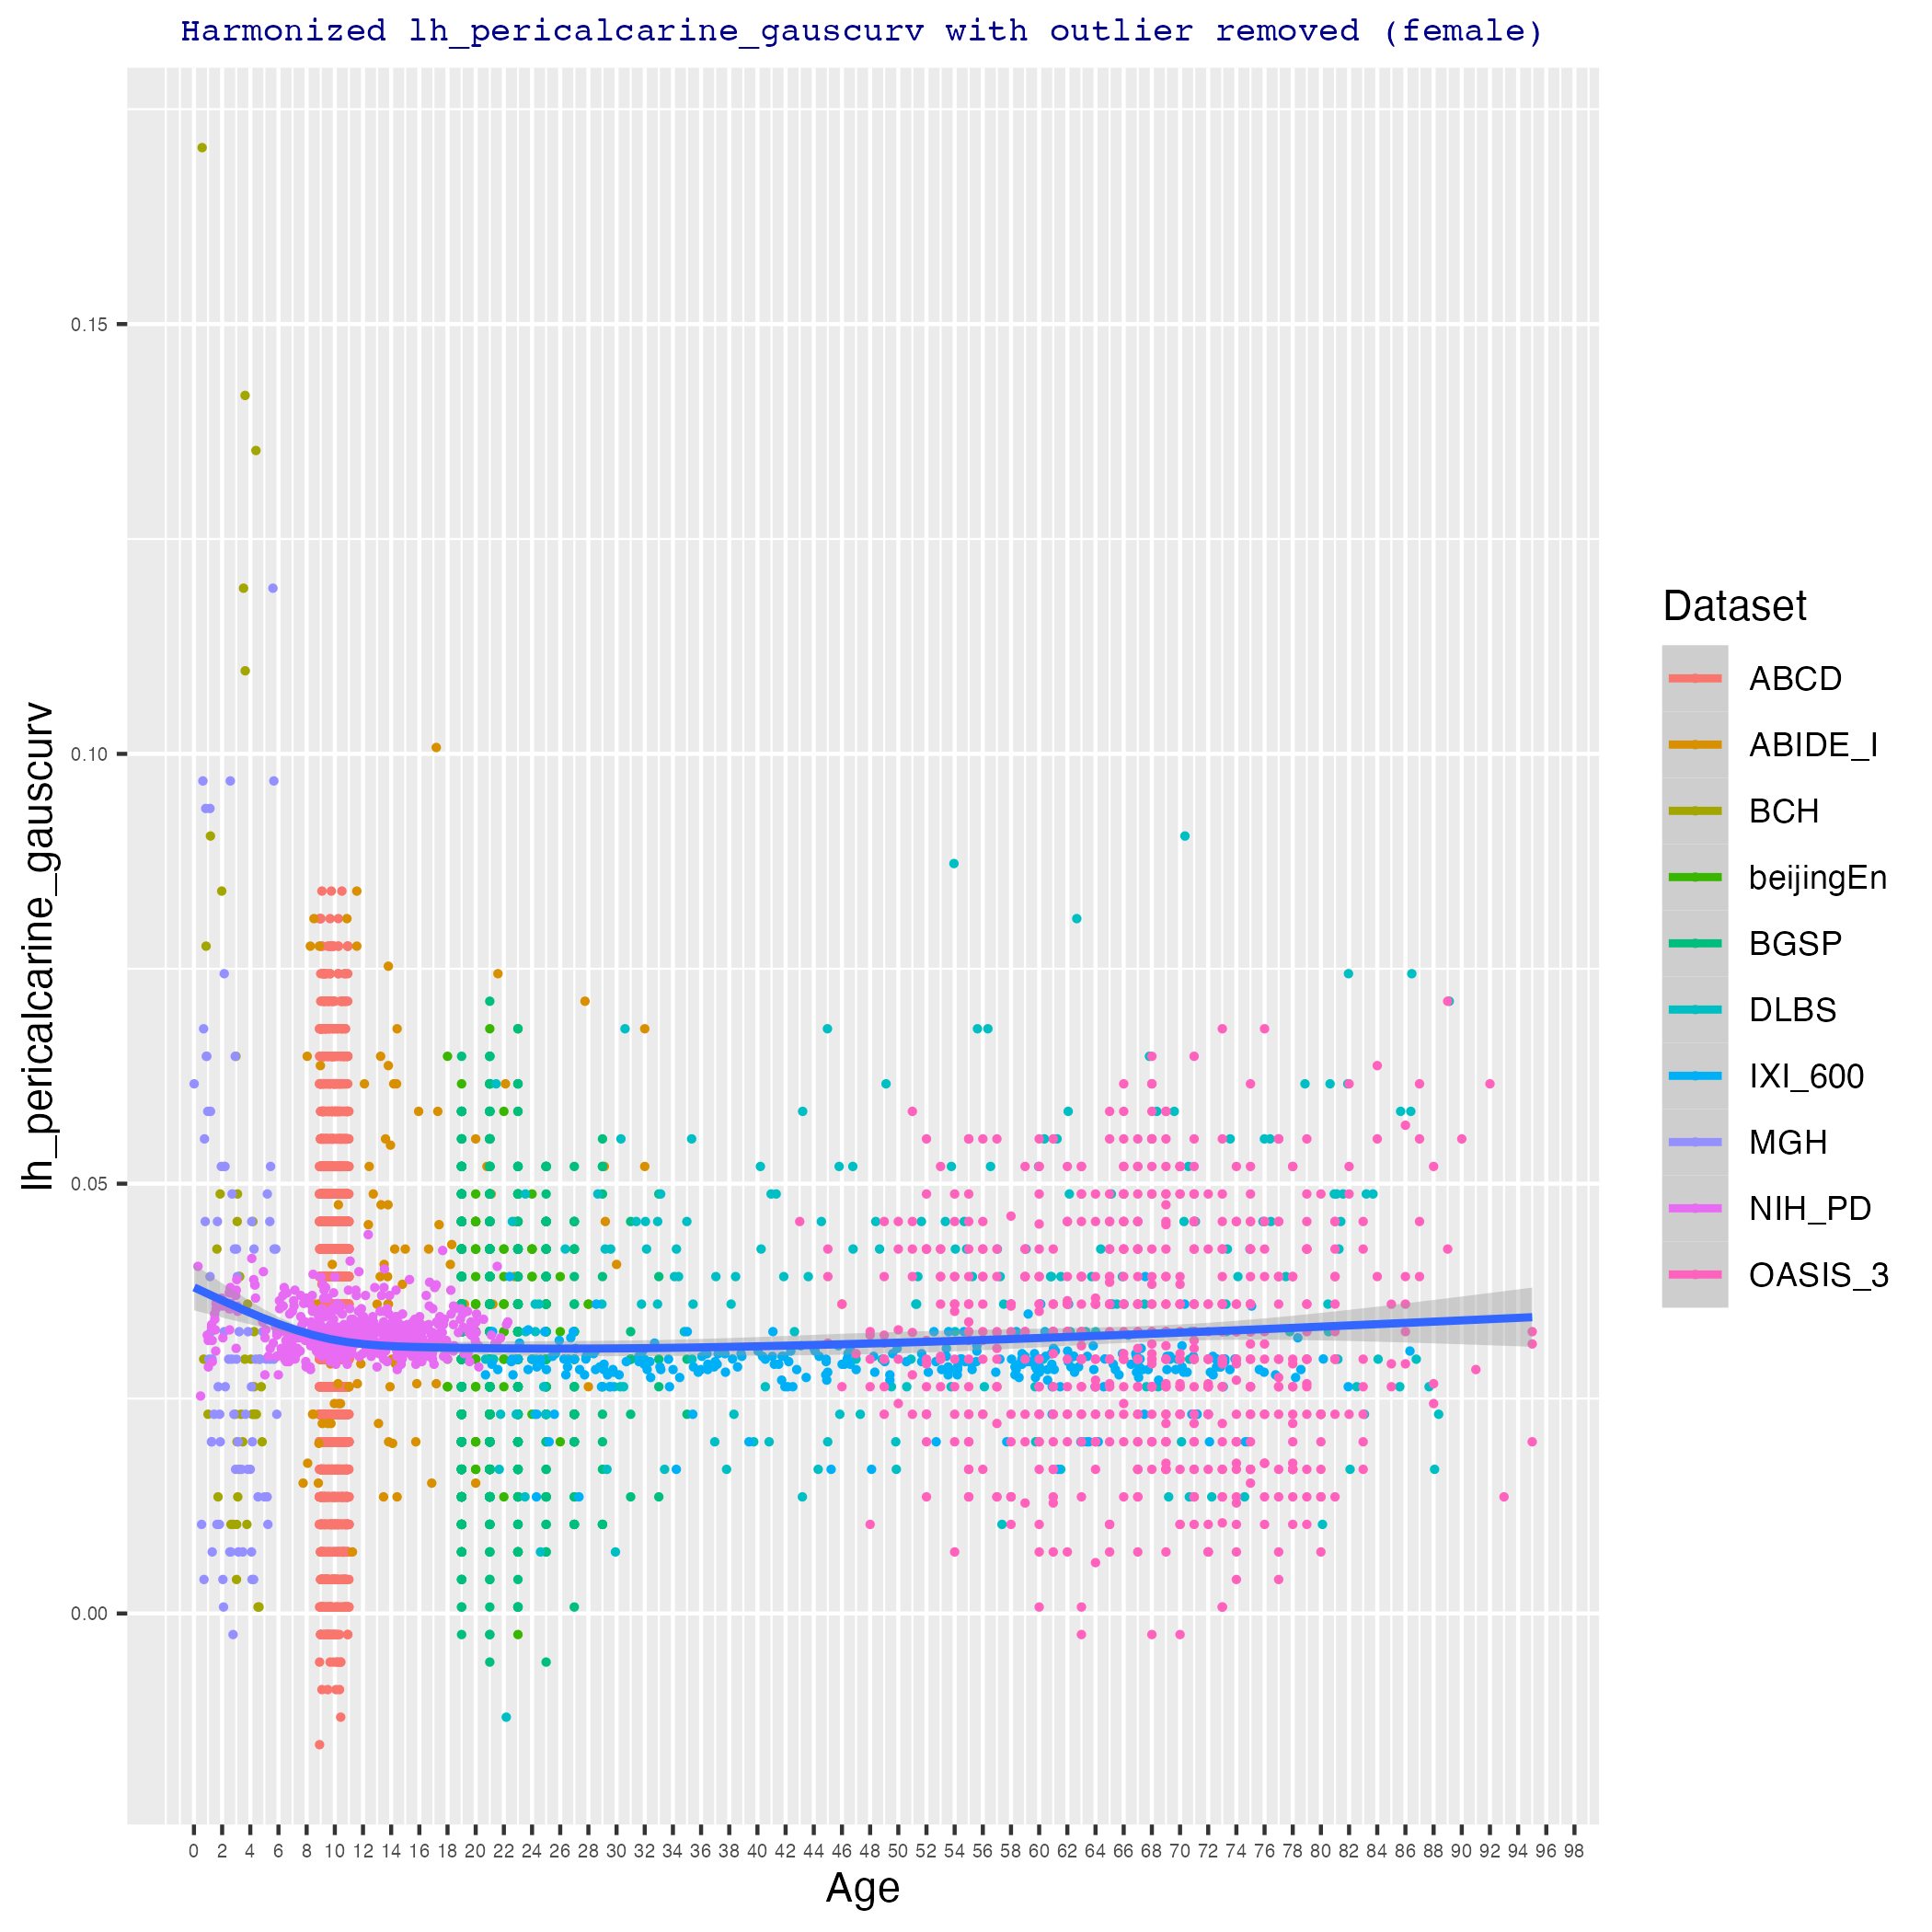 Harmonized lh_pericalcarine_gauscurv with outlier removed (female)
lh_pericalcarine_gauscurv
0.15
0.10
0.05
0.00
0 2 4 6 8 10 12 14 16 18 20 22 24 26 28 30 32 34 36 38 40 42 44 46 48 50 52 54 56 58 60 62 64 66 68 70 72 74 76 78 80 82 84 86 88 90 92 94 96 98
Age
Dataset
ABCD
ABIDE_I
BCH
beijingEn
BGSP
DLBS
IXI_600
MGH
NIH_PD
OASIS_3